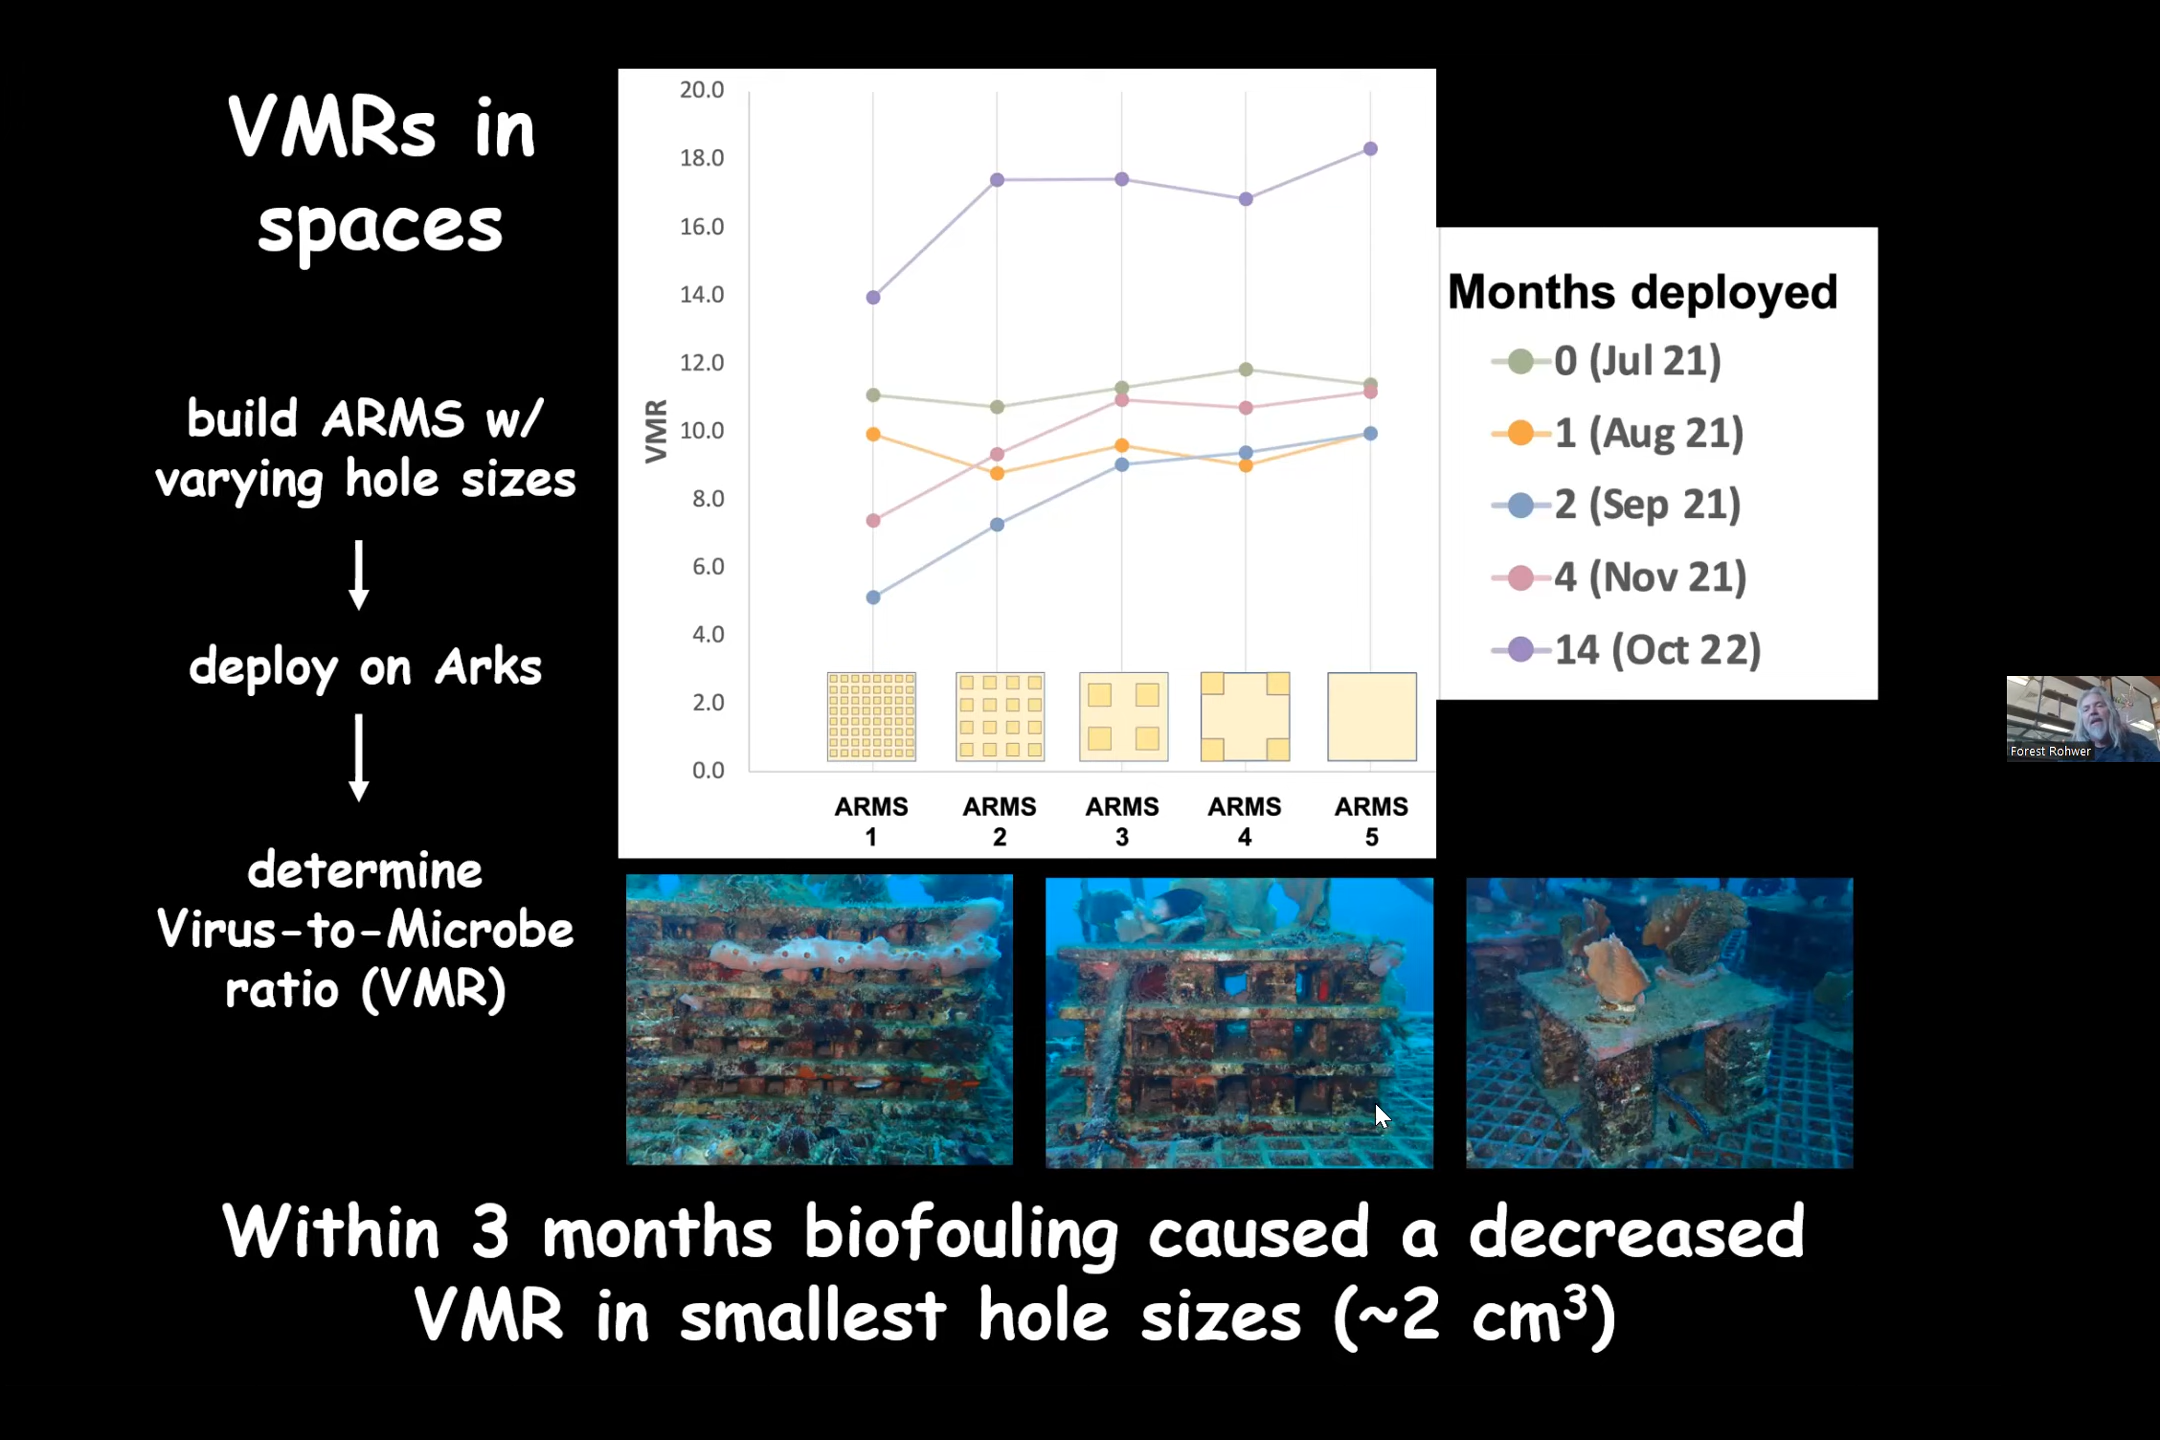 VMRs in
spaces
build ARMS w/
varying hole sizes
deploy on Arks
determine
Virus-to-Microbe
ratio (VMR)
20.0
18.0
16.0
14.0
12.0
10.0
8.0
6.0
4.0
2.0
0.0
VMR
ARMS
1
ARMS
2
ARMS
3
ARMS
4
ARMS
5
Months deployed
0 (Jul 21)
1 (Aug 21)
2 (Sep 21)
4 (Nov 21)
14 (Oct 22)
Forest Rohwer
Within 3 months biofouling caused a decreased
VMR in smallest hole sizes (~2 cm³)